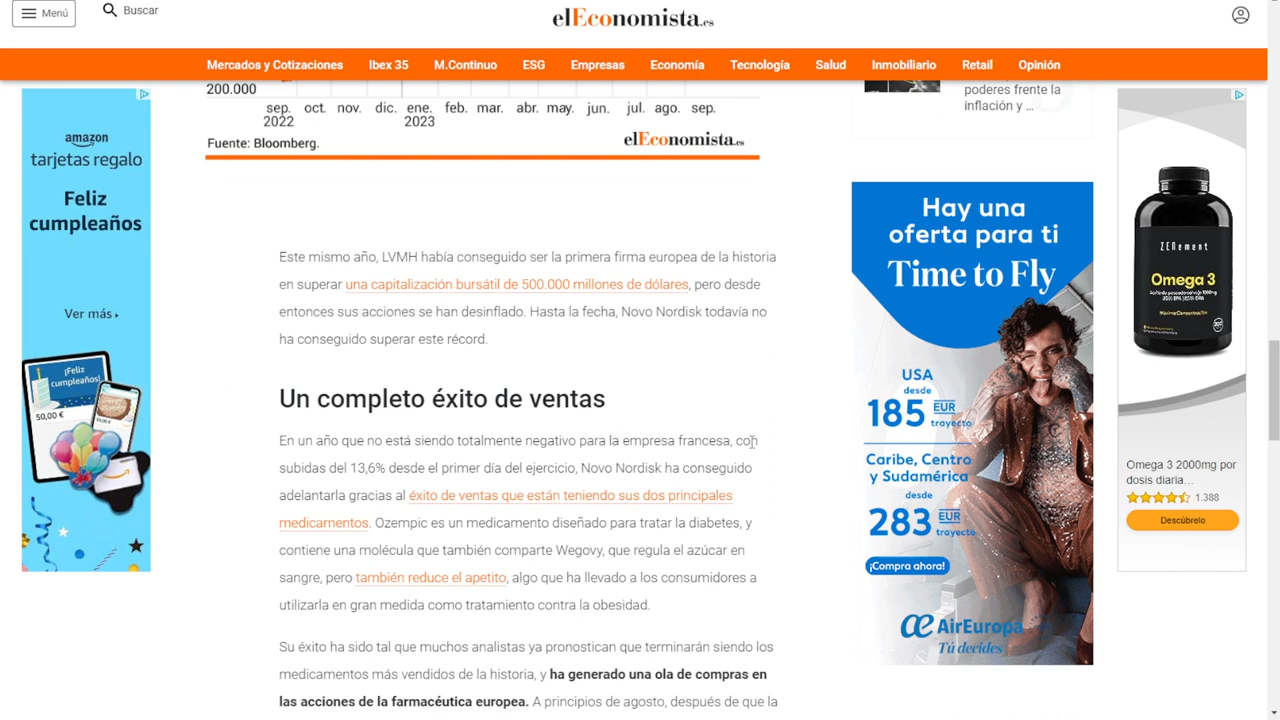 Menú
Buscar
elEconomista.es
Mercados y Cotizaciones Ibex 35 M.Continuo ESG Empresas Economía Tecnología Salud Inmobiliario Retail Opinión
200.000
sep. oct. nov. dic. ene. feb. mar. abr. may. jun. jul. ago. sep.
2022 2023
Fuente: Bloomberg.
elEconomista.es
poderes frente la
inflación y ...
amazon
tarjetas regalo
Feliz
cumpleaños
Ver más
¡Feliz
cumpleaños!
50,00 €
Este mismo año, LVMH había conseguido ser la primera firma europea de la historia
en superar una capitalización bursátil de 500.000 millones de dólares, pero desde
entonces sus acciones se han desinflado. Hasta la fecha, Novo Nordisk todavía no
ha conseguido superar este récord.
Un completo éxito de ventas
En un año que no está siendo totalmente negativo para la empresa francesa, con
subidas del 13,6% desde el primer día del ejercicio, Novo Nordisk ha conseguido
adelantarla gracias al éxito de ventas que están teniendo sus dos principales
medicamentos. Ozempic es un medicamento diseñado para tratar la diabetes, y
contiene una molécula que también comparte Wegovy, que regula el azúcar en
sangre, pero también reduce el apetito, algo que ha llevado a los consumidores a
utilizarla en gran medida como tratamiento contra la obesidad.
Su éxito ha sido tal que muchos analistas ya pronostican que terminarán siendo los
medicamentos más vendidos de la historia, y ha generado una ola de compras en
las acciones de la farmacéutica europea. A principios de agosto, después de que la
Hay una
oferta para ti
Time to Fly
USA
desde
185 EUR
trayecto
Caribe, Centro
y Sudamérica
desde
283 EUR
trayecto
¡Compra ahora!
AirEuropa
Tú decides
ZENement
Omega 3
Omega 3 2000mg por
dosis diaria...
1.388
Descúbrelo